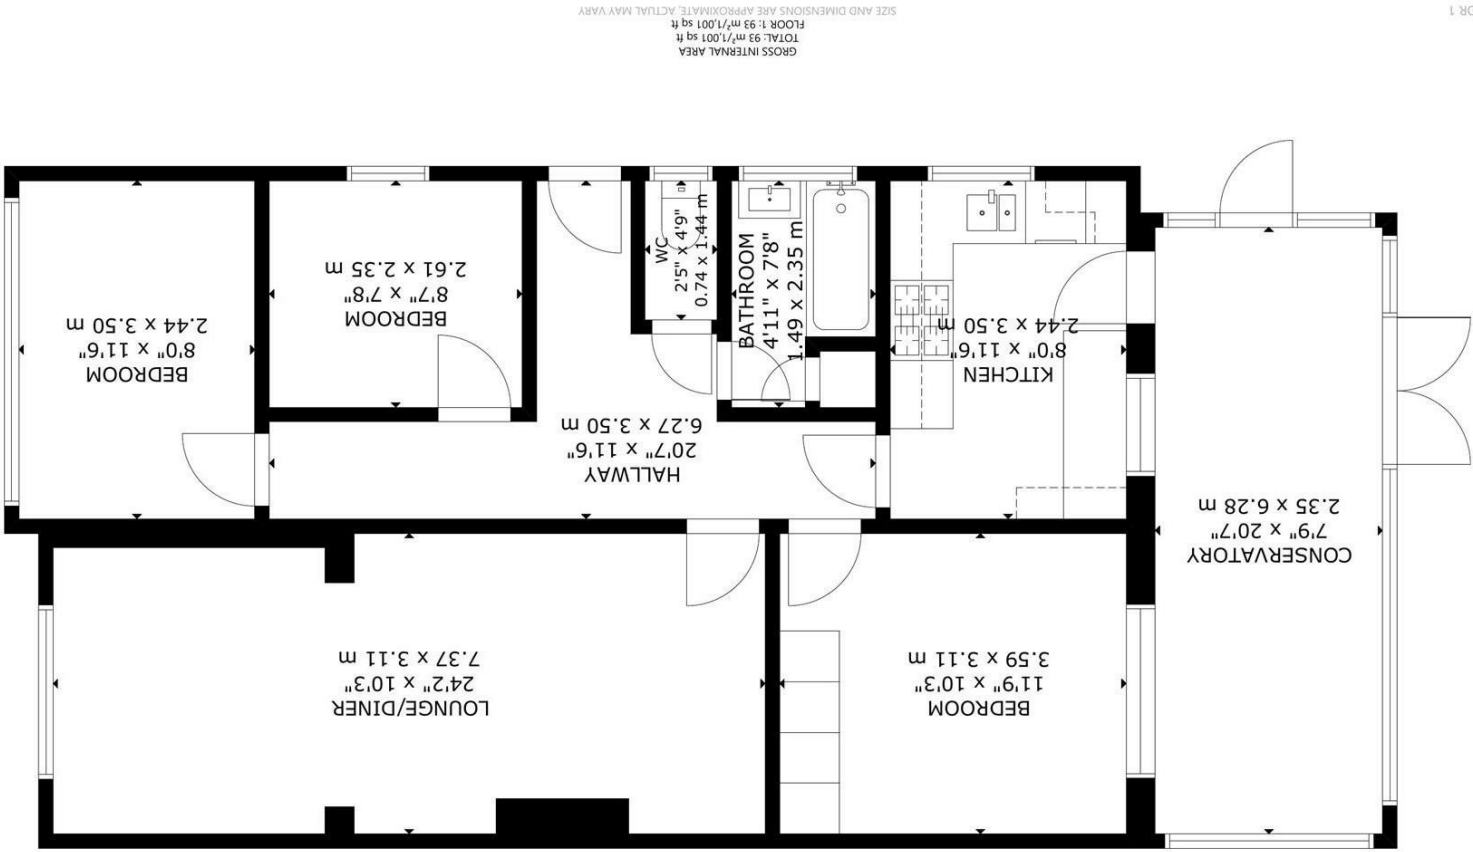 LOUNGE/DINER
24'2" x 10'3"
7.37 x 3.11 m
BEDROOM
11'9" x 10'3"
3.59 x 3.11 m
CONSERVATORY
7'9" x 20'7"
2.35 x 6.28 m
HALLWAY
20'7" x 11'6"
6.27 x 3.50 m
KITCHEN
8'0" x 11'6"
2.44 x 3.50 m
BEDROOM
8'0" x 11'6"
2.44 x 3.50 m
BEDROOM
8'7" x 7'8"
2.61 x 2.35 m
BATHROOM
4'11" x 7'8"
1.49 x 2.35 m
WC
2'5" x 4'9"
0.74 x 1.44 m
GROSS INTERNAL AREA
TOTAL: 93 m²/1,001 sq ft
FLOOR 1: 93 m²/1,001 sq ft
SIZE AND DIMENSIONS ARE APPROXIMATE, ACTUAL MAY VARY
OR 1